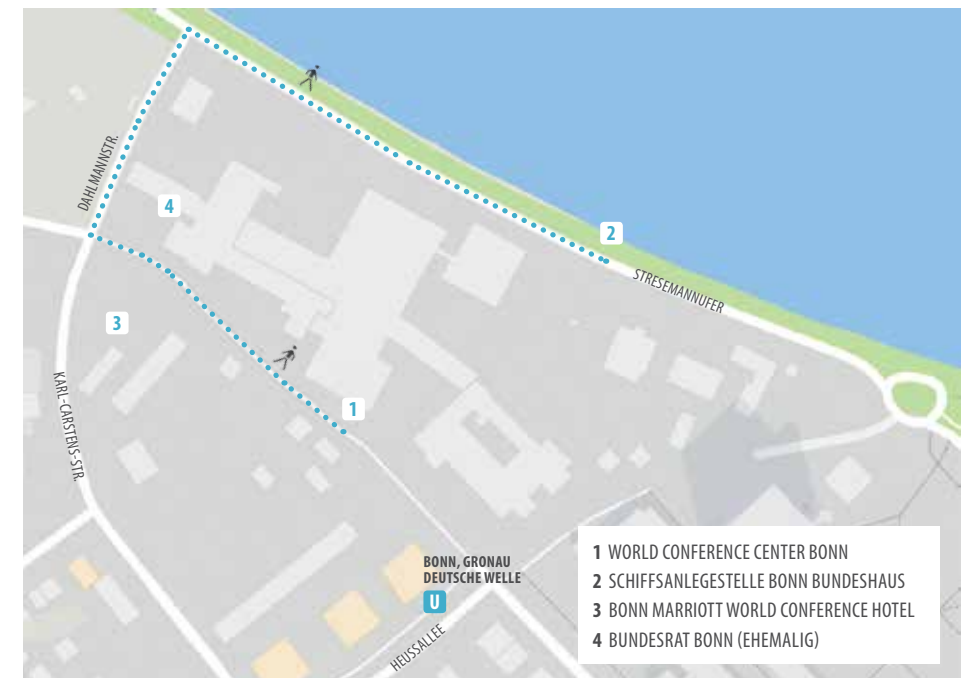 DAHLMANNSTR.
4
2
STRESEMANNUFER
3
KARL-CARSTENS-STR.
1
BONN, GRONAU
DEUTSCHE WELLE
U
HEUSSALLEE
1 WORLD CONFERENCE CENTER BONN
2 SCHIFFSANLEGESTELLE BONN BUNDESHAUS
3 BONN MARRIOTT WORLD CONFERENCE HOTEL
4 BUNDESRAT BONN (EHEMALIG)